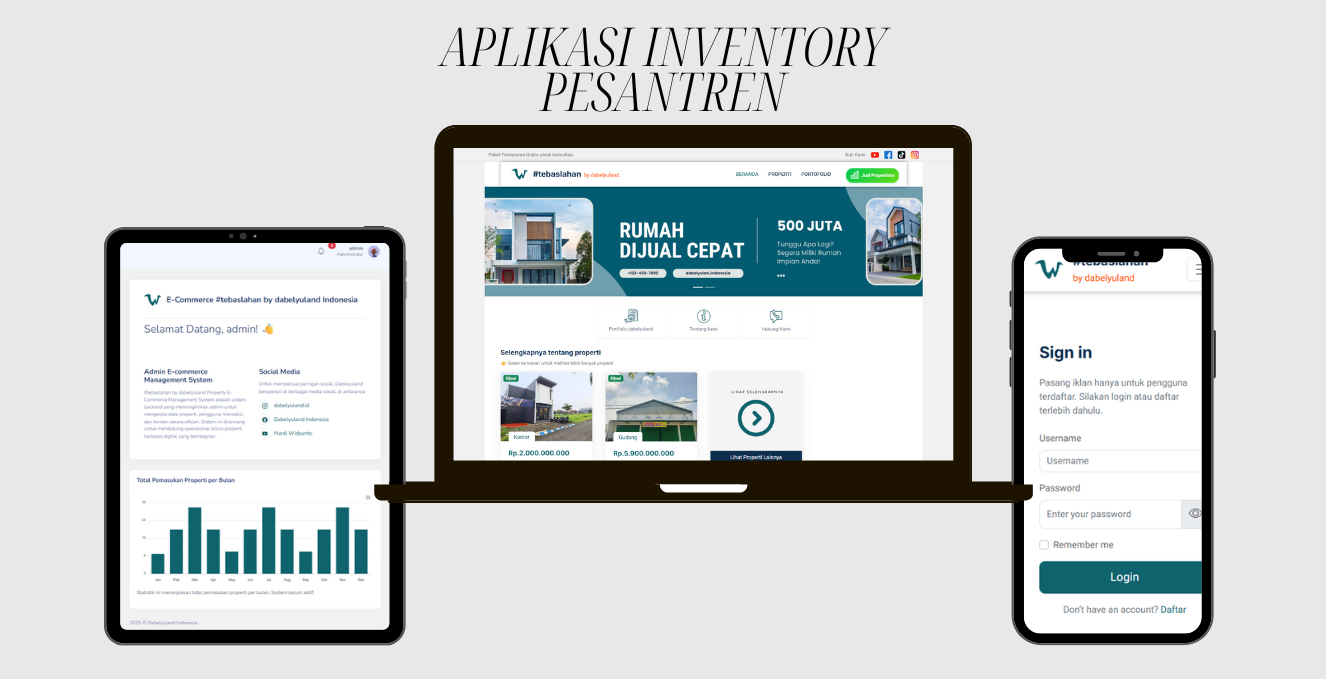 APLIKASI INVENTORY
PESANTREN
Paket Pemasaran Gratis untuk konsultasi
Ikuti Kami
#tebaslahan by dabelyuland
BERANDA PROPERTI PORTOFOLIO Jual Propertimu
RUMAH
DIJUAL CEPAT
+123-456-7890 dabelyulan.indonesia
500 JUTA
Tunggu Apa Logi?
Segera Miliki Rumah
Impian Anda!
Portfolio dabelyuland Tentang kami Hubungi Kami
Selengkapnya tentang properti
Geser ke kanan untuk melihat lebih banyak properti
Dijual
Kantor
Rp.2.000.000.000
Dijual
Gudang
Rp.5.900.000.000
LIHAT SELENGKAPNYA
Lihat Properti Lainnya
4
admin
Administrator
E-Commerce #tebaslahan by dabelyuland Indonesia
Selamat Datang, admin!
Admin E-commerce
Management System
#tebaslahan by dabelyuland Property E-
Commerce Management System adalah sistem
backend yang memungkinkan admin untuk
mengelola data properti, pengguna, transaksi,
dan konten secara efisien. Sistem ini dirancang
untuk mendukung operasional bisnis properti
berbasis digital yang terintegrasi.
Social Media
Untuk memperluas jaringan sosial, Dabelyuland
beroperasi di berbagai media sosial, di antaranya:
dabelyuland.id
Dabelyuland Indonesia
Hardi Widyanto
Total Pemasukan Properti per Bulan
Jan Feb Mar Apr May Jun Jul Aug Sep Oct Nov Dec
Statistik ini menunjukkan total pemasukan properti per bulan. System belum aktif!
2025 © Dabelyuland Indonesia
#tebaslahan
by dabelyuland
Sign in
Pasang iklan hanya untuk pengguna
terdaftar. Silakan login atau daftar
terlebih dahulu.
Username
Username
Password
Enter your password
Remember me
Login
Don't have an account? Daftar